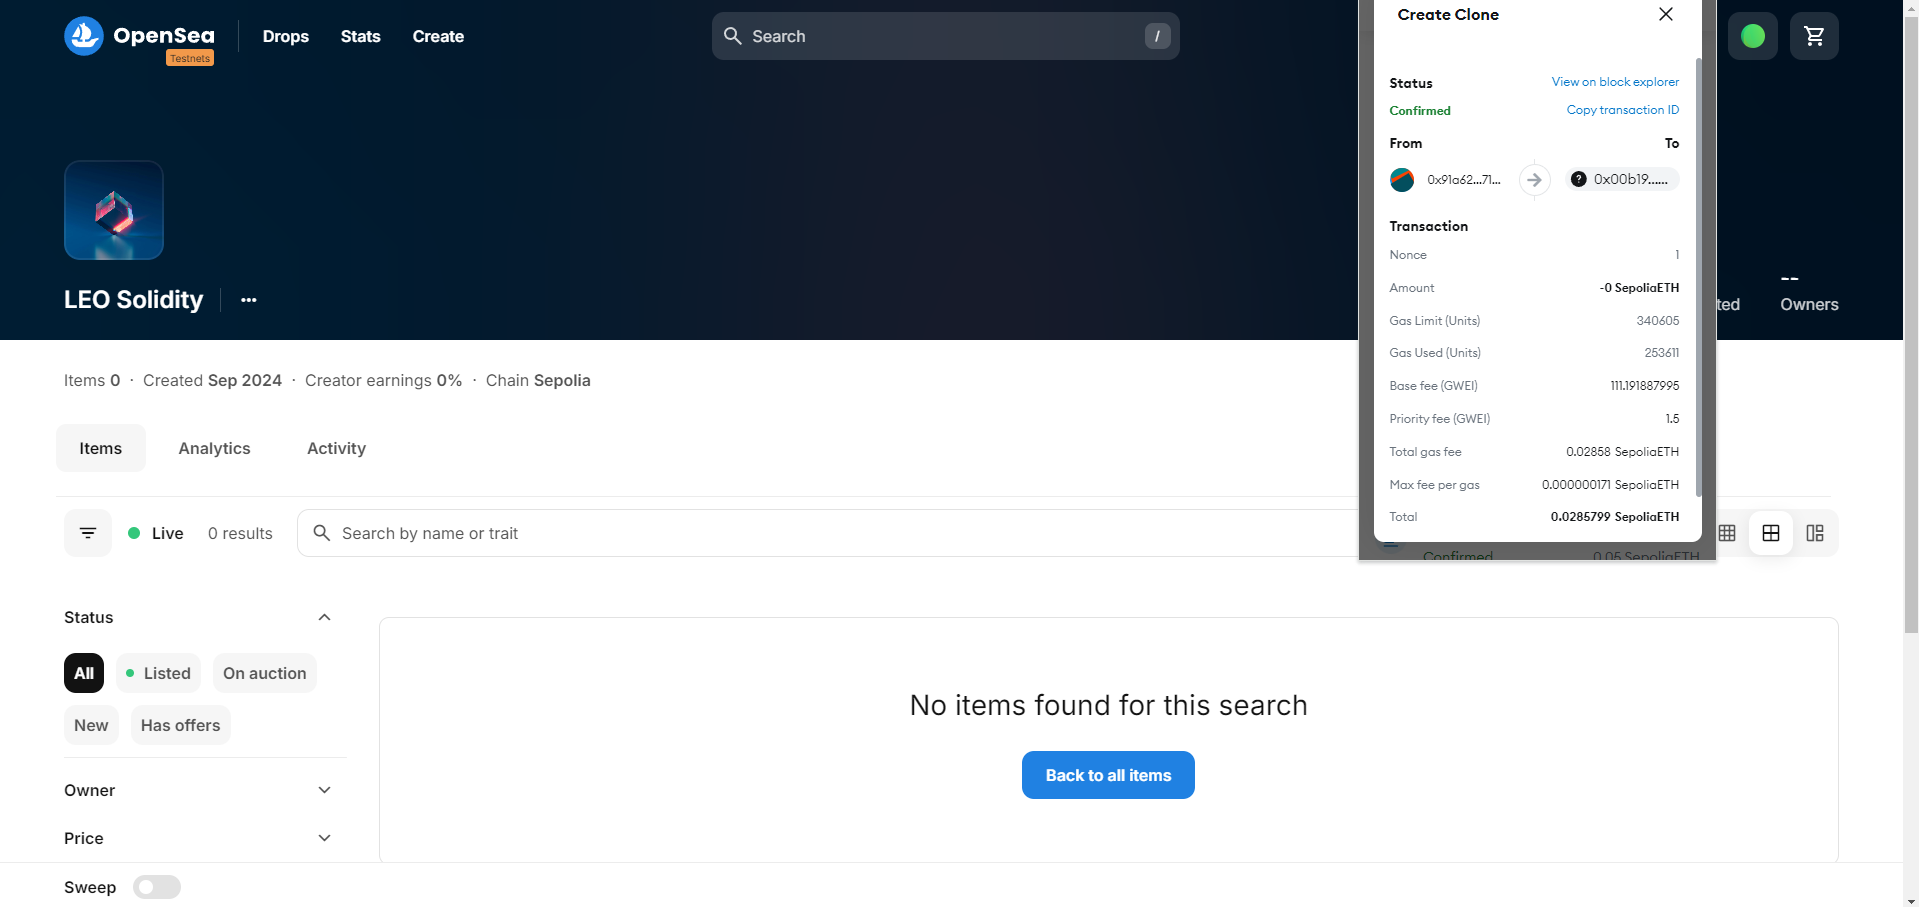 OpenSea
Testnets
Drops
Stats
Create
Search
/
LEO Solidity
...
--
ted
Owners
Items 0 · Created Sep 2024 · Creator earnings 0% · Chain Sepolia
Items
Analytics
Activity
Live
0 results
Search by name or trait
Status
All
Listed
On auction
New
Has offers
Owner
Price
Sweep
No items found for this search
Back to all items
Create Clone
Status
View on block explorer
Confirmed
Copy transaction ID
From
To
0x91a62...71...
0x00b19......
Transaction
Nonce 1
Amount -0 SepoliaETH
Gas Limit (Units) 340605
Gas Used (Units) 253611
Base fee (GWEI) 111.191887995
Priority fee (GWEI) 1.5
Total gas fee 0.02858 SepoliaETH
Max fee per gas 0.000000171 SepoliaETH
Total 0.0285799 SepoliaETH
Confirmed 0.05 SepoliaETH